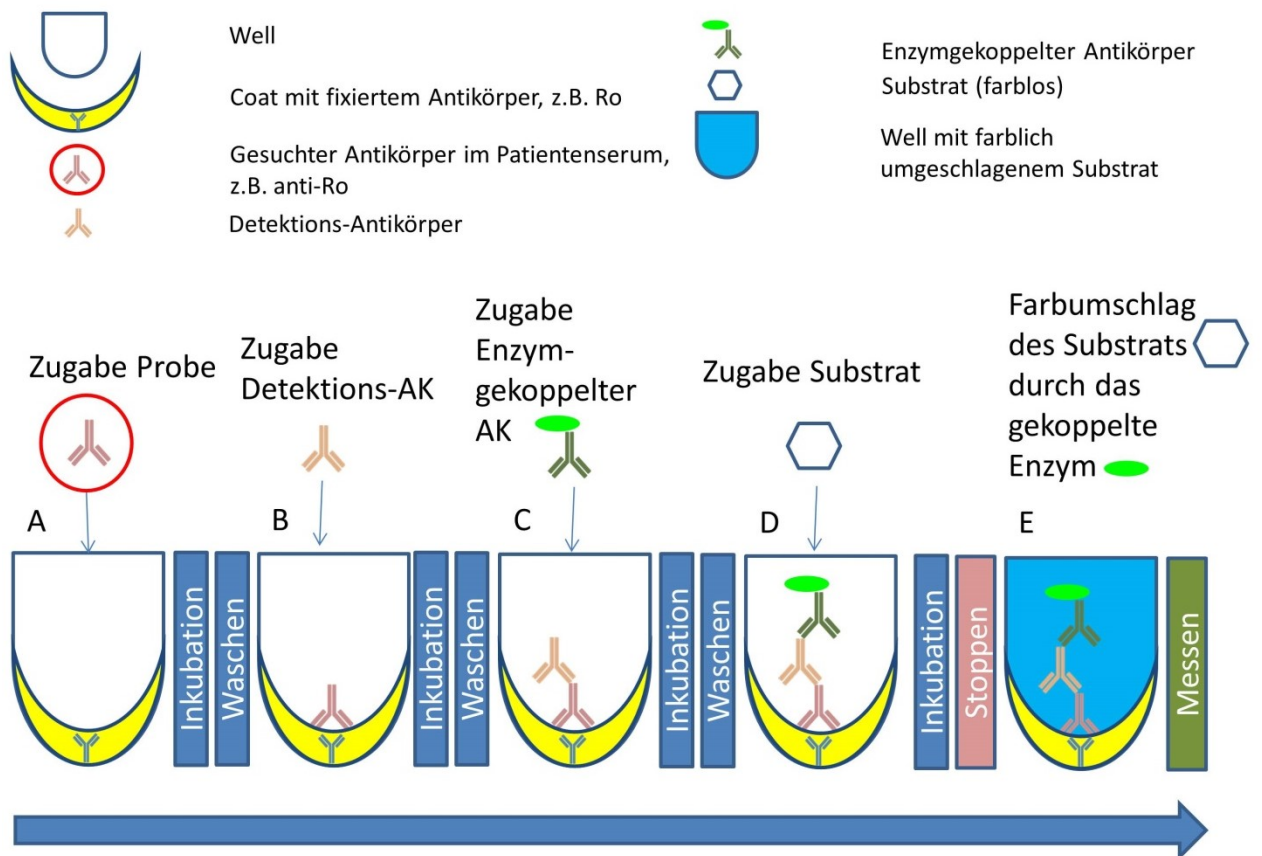 Well
Coat mit fixiertem Antikörper, z.B. Ro
Gesuchter Antikörper im Patientenserum,
z.B. anti-Ro
Detektions-Antikörper
Enzymgekoppelter Antikörper
Substrat (farblos)
Well mit farblich
umgeschlagenem Substrat
Zugabe Probe
Zugabe
Detektions-AK
Zugabe
Enzym-
gekoppelter
AK
Zugabe Substrat
Farbumschlag
des Substrats
durch das
gekoppelte
Enzym
A
B
C
D
E
Inkubation
Waschen
Inkubation
Waschen
Inkubation
Waschen
Inkubation
Stoppen
Messen